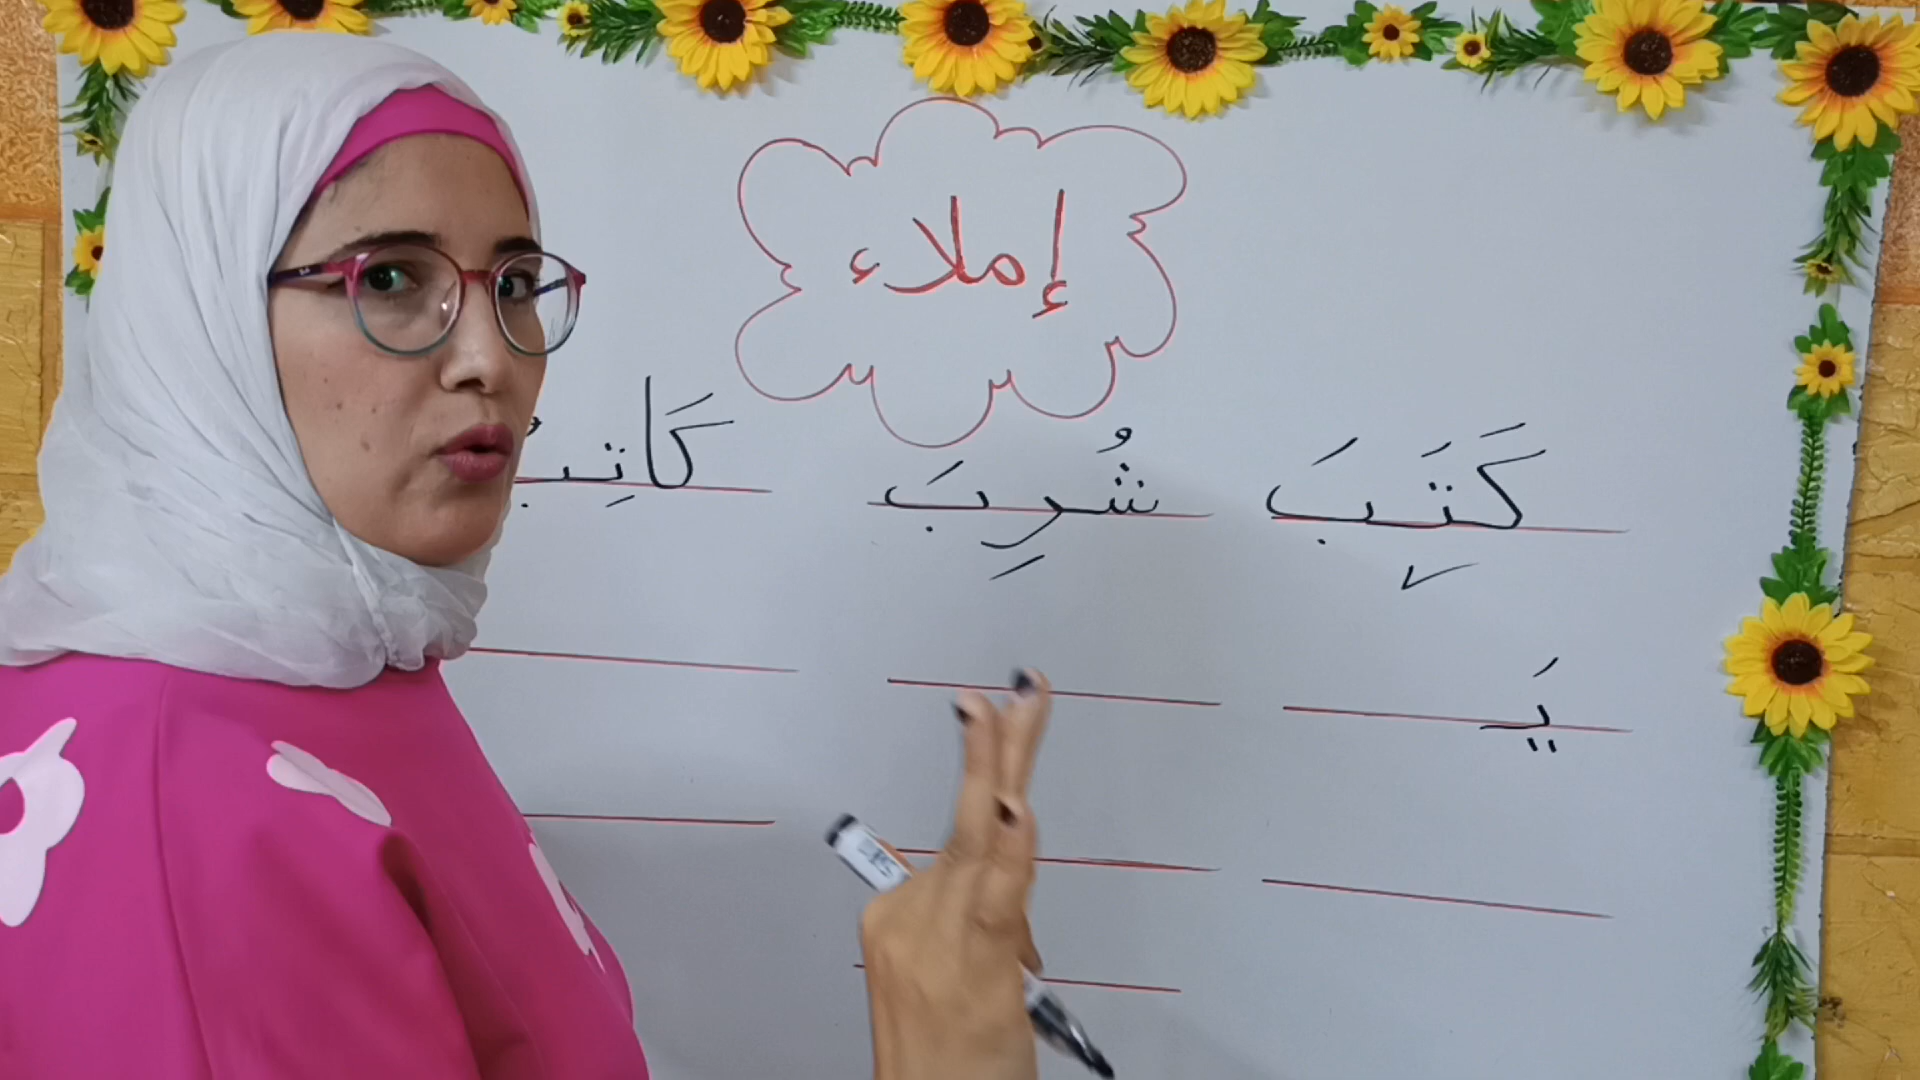 إملاء
كَتَبَ شُرِبَ كَاتِبُ
يَـ